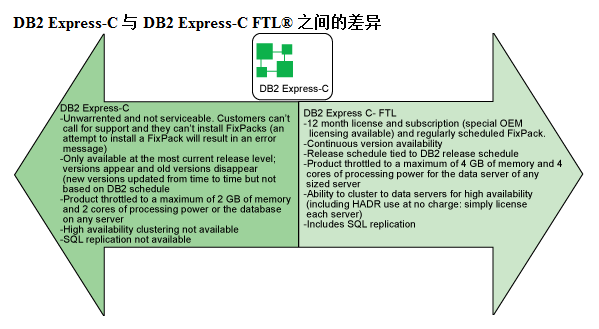 DB2 Express-C 与 DB2 Express-C FTL® 之间的差异
DB2 Express-C
DB2 Express-C
-Unwarrented and not serviceable. Customers can't
call for support and they can't install FixPacks (an
attempt to install a FixPack will result in an error
message)
-Only available at the most current release level;
versions appear and old versions disappear
(new versions updated from time to time but not
based on DB2 schedule
-Product throttled to a maximum of 2 GB of memory
and 2 cores of processing power or the database
on any server
-High availability clustering not available
-SQL replication not available
DB2 Express C- FTL
-12 month license and subscription (special OEM
licensing available) and regularly scheduled FixPack.
-Continuous version availability
-Release schedule tied to DB2 release schedule
-Product throttled to a maximum of 4 GB of memory and 4
cores of processing power for the data server of any
sized server
-Ability to cluster to data servers for high availability
(including HADR use at no charge: simply license
each server)
-Includes SQL replication